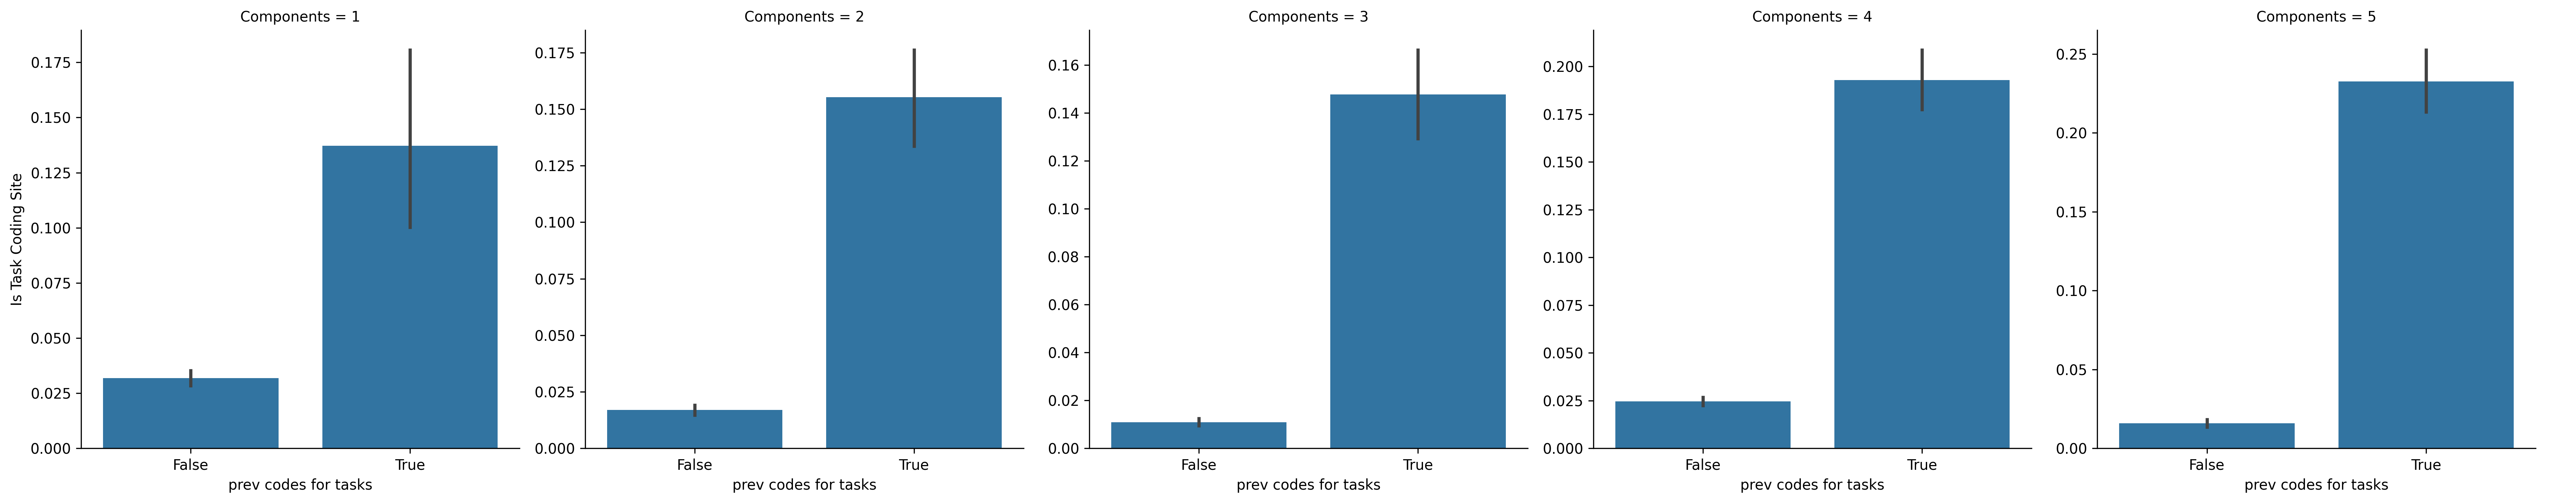 Components = 1
Components = 2
Components = 3
Components = 4
Components = 5
Is Task Coding Site
0.175
0.150
0.125
0.100
0.075
0.050
0.025
0.000
False
True
prev codes for tasks
0.175
0.150
0.125
0.100
0.075
0.050
0.025
0.000
False
True
prev codes for tasks
0.16
0.14
0.12
0.10
0.08
0.06
0.04
0.02
0.00
False
True
prev codes for tasks
0.200
0.175
0.150
0.125
0.100
0.075
0.050
0.025
0.000
False
True
prev codes for tasks
0.25
0.20
0.15
0.10
0.05
0.00
False
True
prev codes for tasks